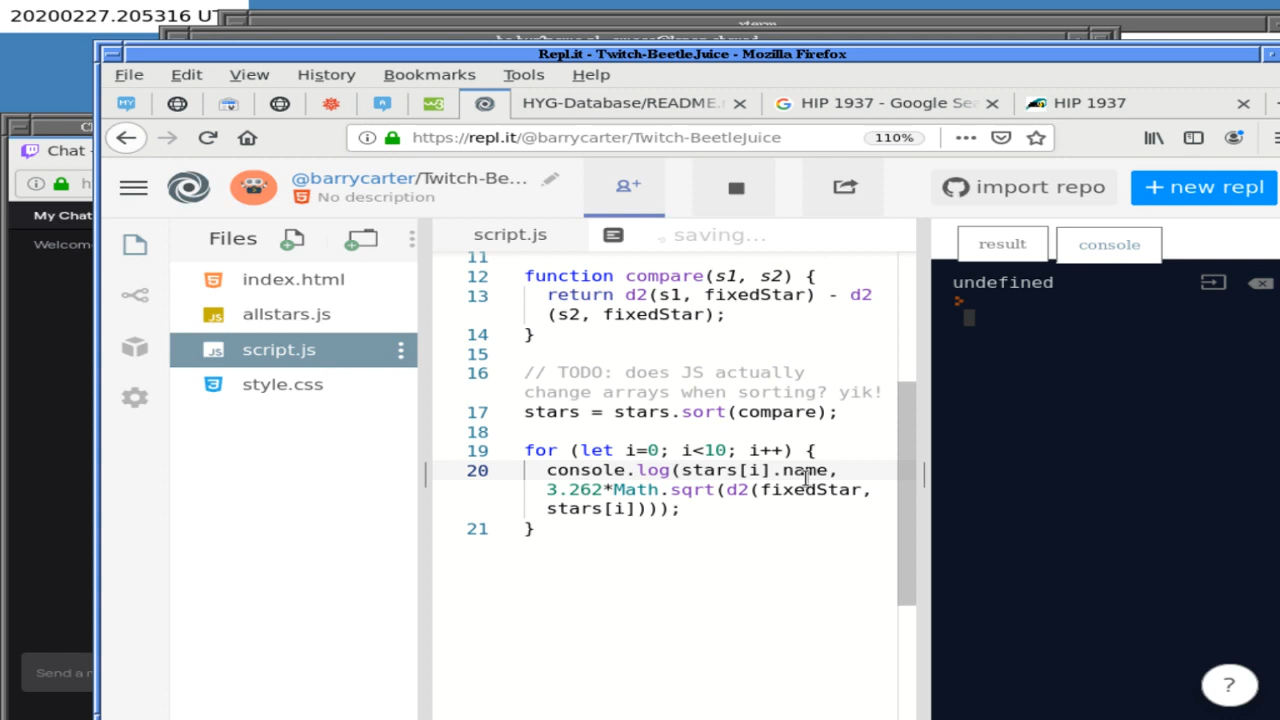 20200227.205316 U
xterm
Repl.it - Twitch-BeetleJuice - Mozilla Firefox
File Edit View History Bookmarks Tools Help
HYG-Database/README. HIP 1937 - Google Se HIP 1937
https://repl.it/@barrycarter/Twitch-BeetleJuice 110%
Chat
@barrycarter/Twitch-Be...
No description
import repo
+ new repl
My Chat
Welcom
Files
script.js
saving...
result
console
index.html
allstars.js
script.js
style.css
11
12 function compare(s1, s2) {
13 return d2(s1, fixedStar) - d2
(s2, fixedStar);
14 }
15
16 // TODO: does JS actually
change arrays when sorting? yik!
17 stars = stars.sort(compare);
18
19 for (let i=0; i<10; i++) {
20 console.log(stars[i].name,
3.262*Math.sqrt(d2(fixedStar,
stars[i])));
21 }
undefined
Send a
?